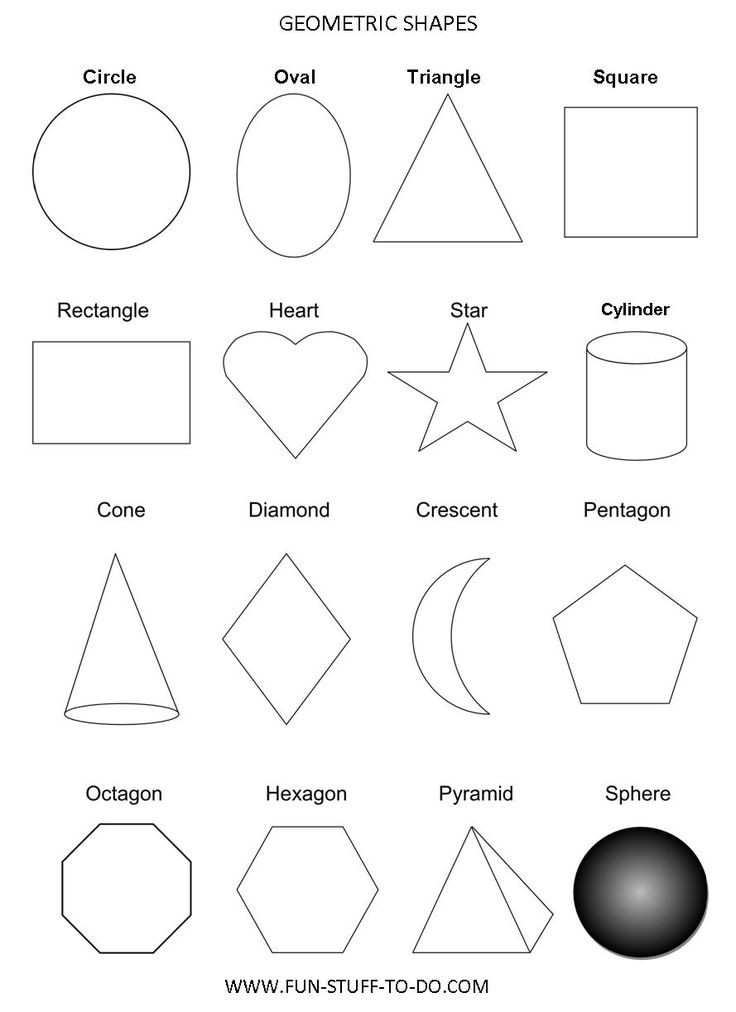 GEOMETRIC SHAPES
Circle Oval Triangle Square
Rectangle Heart Star Cylinder
Cone Diamond Crescent Pentagon
Octagon Hexagon Pyramid Sphere
WWW.FUN-STUFF-TO-DO.COM